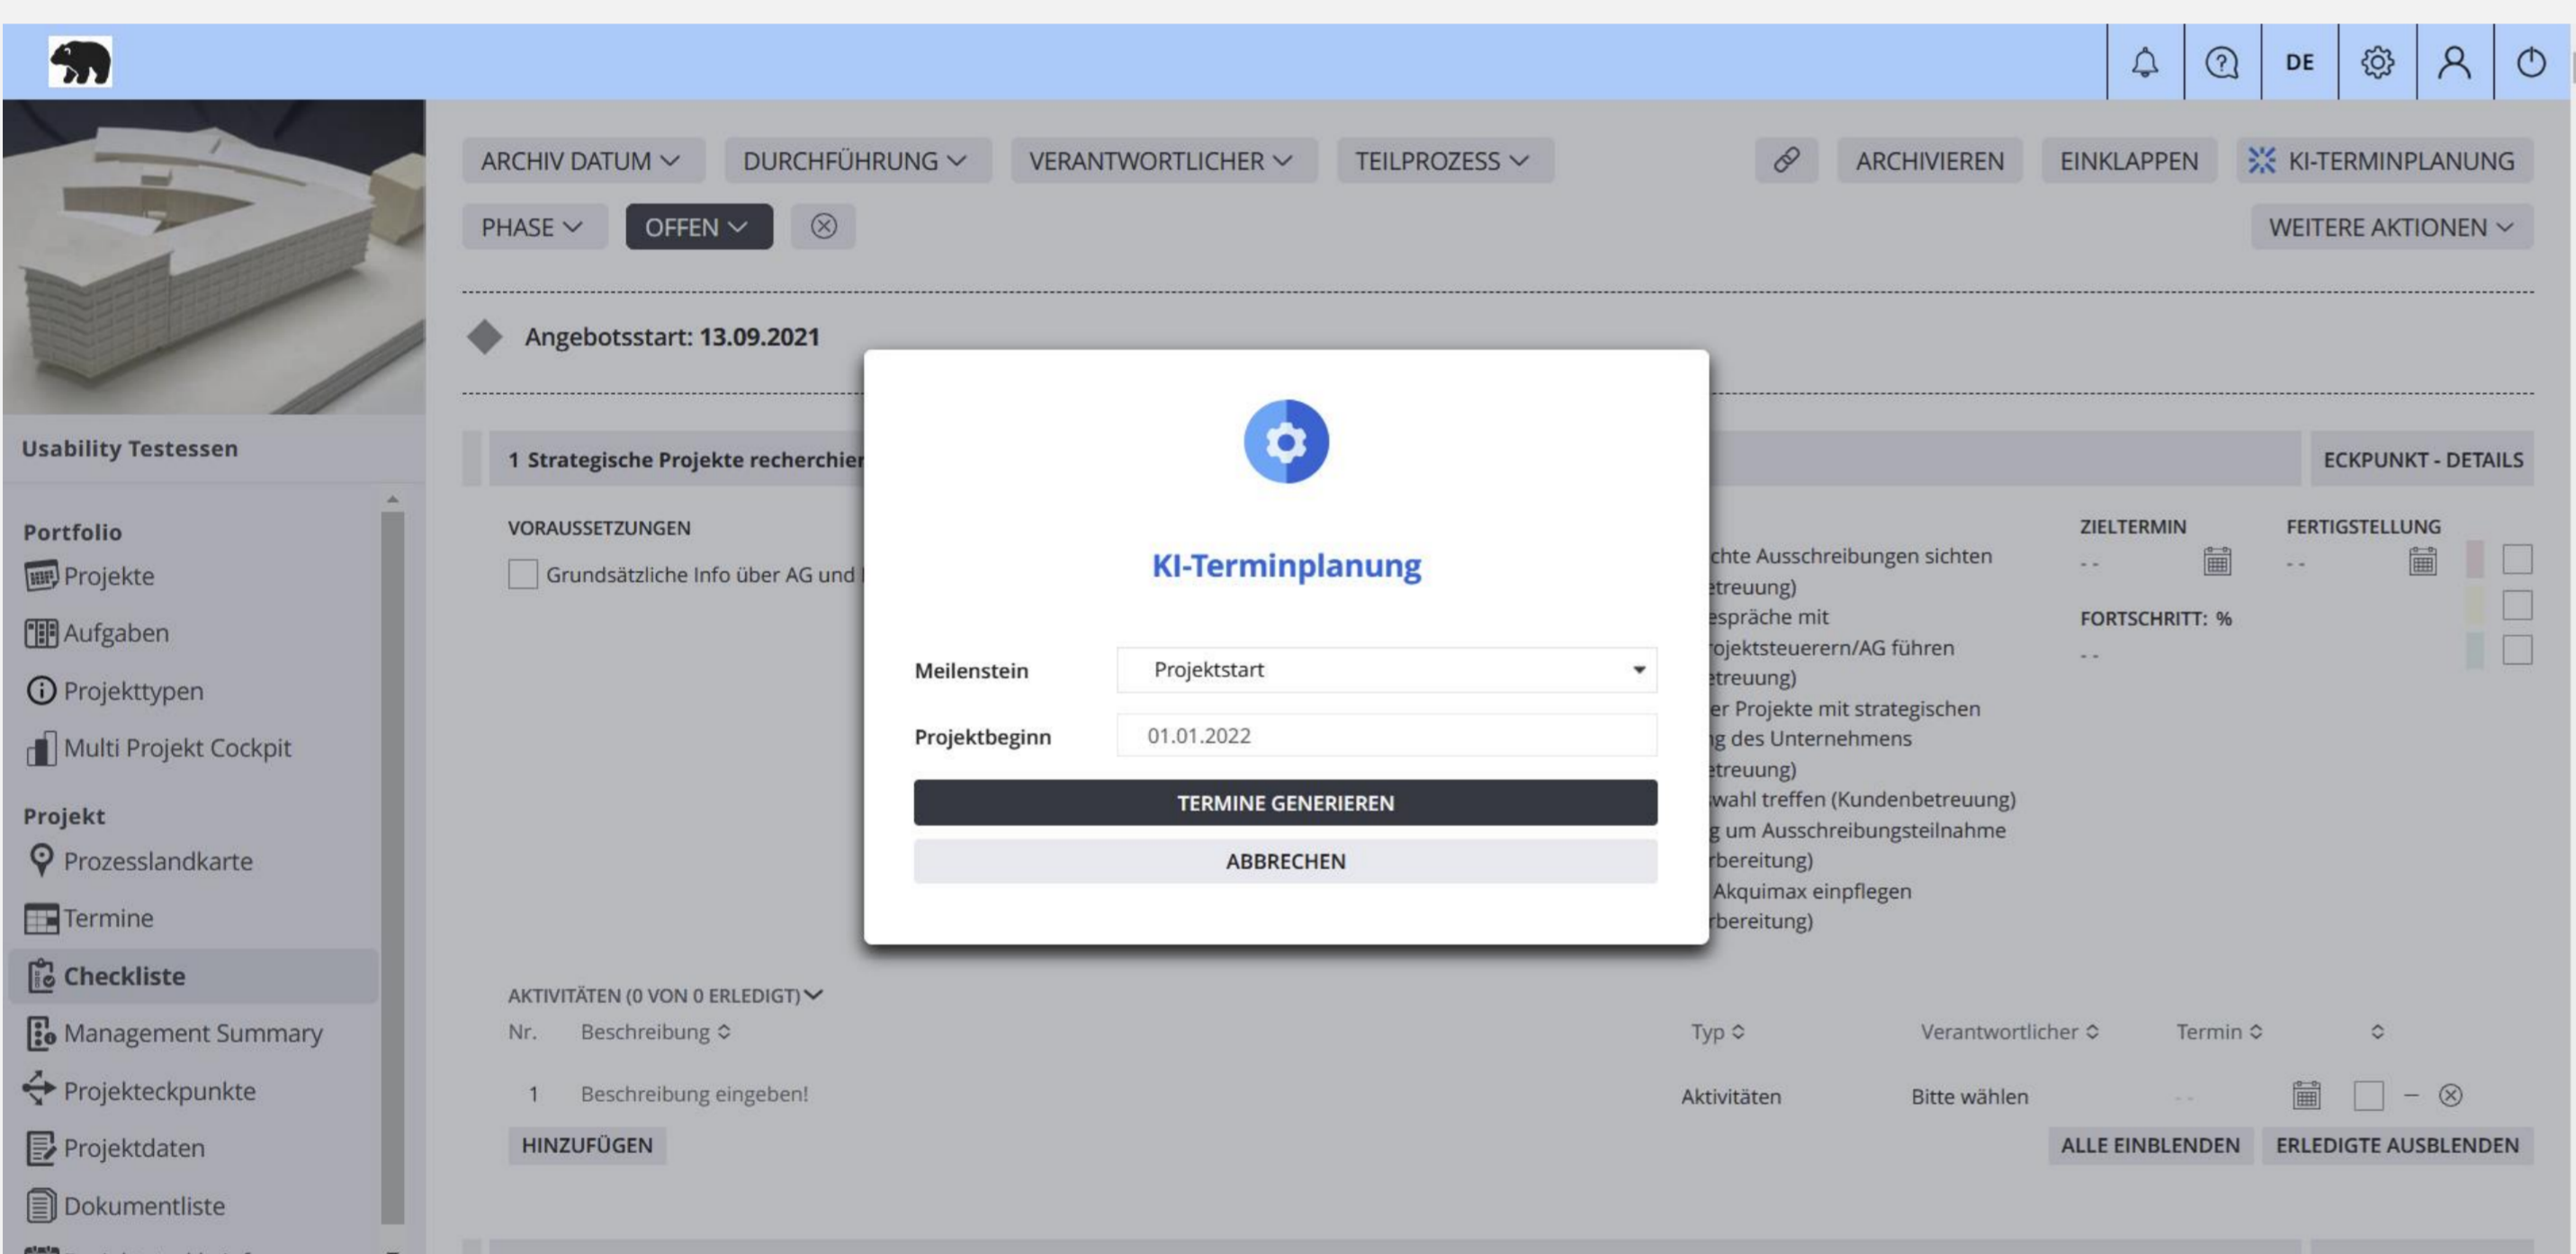 DE
ARCHIV DATUM
DURCHFÜHRUNG
VERANTWORTLICHER
TEILPROZESS
ARCHIVIEREN
EINKLAPPEN
KI-TERMINPLANUNG
PHASE
OFFEN
WEITERE AKTIONEN
Angebotsstart: 13.09.2021
Usability Testessen
Portfolio
Projekte
Aufgaben
Projekttypen
Multi Projekt Cockpit
Projekt
Prozesslandkarte
Termine
Checkliste
Management Summary
Projekteckpunkte
Projektdaten
Dokumentliste
1 Strategische Projekte recherchier
ECKPUNKT - DETAILS
VORAUSSETZUNGEN
Grundsätzliche Info über AG und
KI-Terminplanung
Meilenstein
Projektstart
Projektbeginn
01.01.2022
TERMINE GENERIEREN
ABBRECHEN
chte Ausschreibungen sichten
etreuung)
espräche mit
ojektsteuerern/AG führen
etreuung)
er Projekte mit strategischen
g des Unternehmens
etreuung)
wahl treffen (Kundenbetreuung)
g um Ausschreibungsteilnahme
rbereitung)
Akquimax einpflegen
rbereitung)
ZIELTERMIN
- -
FERTIGSTELLUNG
- -
FORTSCHRITT: %
- -
AKTIVITÄTEN (0 VON 0 ERLEDIGT)
Nr. Beschreibung Typ Verantwortlicher Termin
1 Beschreibung eingeben! Aktivitäten Bitte wählen - -
HINZUFÜGEN
ALLE EINBLENDEN
ERLEDIGTE AUSBLENDEN